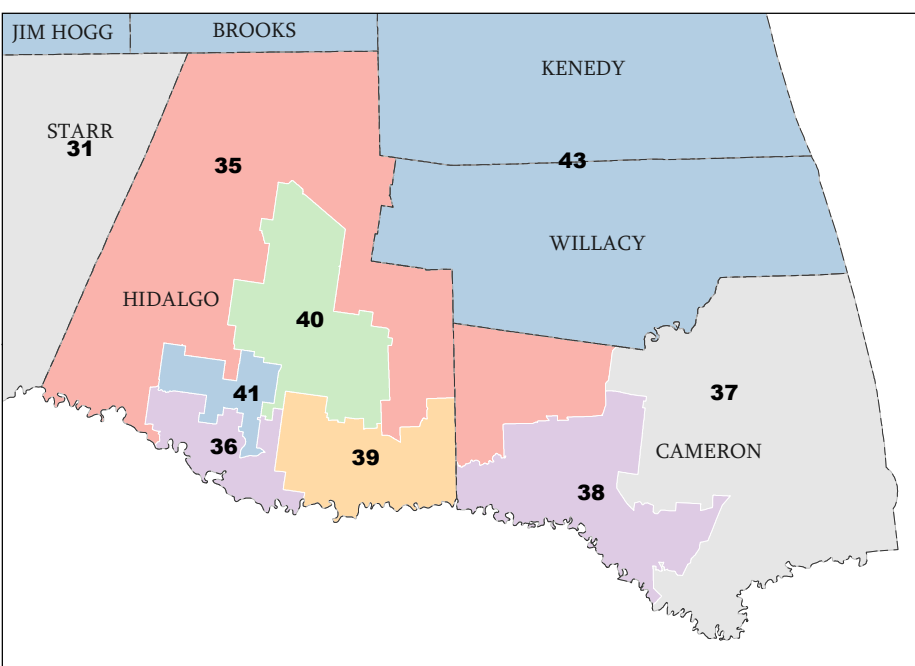 JIM HOGG
BROOKS
KENEDY
STARR
31
35
43
WILLACY
HIDALGO
40
41
37
36
39
CAMERON
38